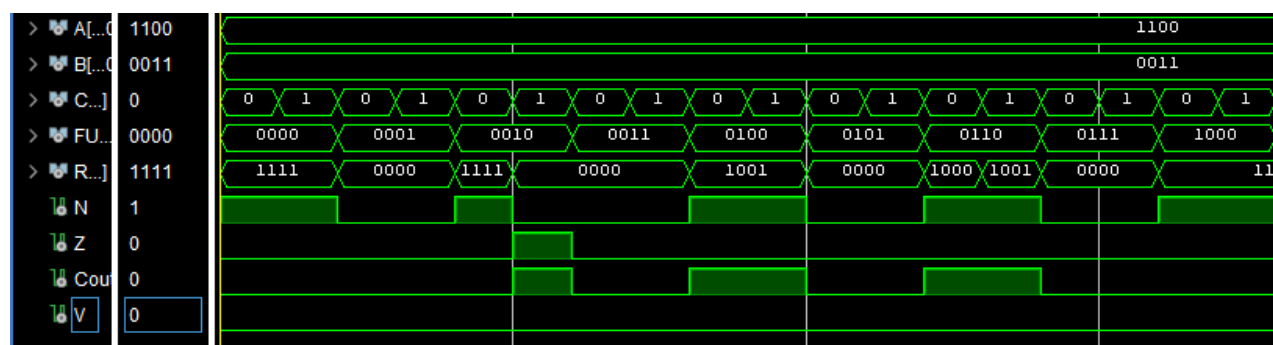 > A[...0 1100 1100
> B[...0 0011 0011
> C...] 0 0 1 0 1 0 1 0 1 0 1 0 1 0 1 0 1 0 1
> FU... 0000 0000 0001 0010 0011 0100 0101 0110 0111 1000
> R...] 1111 1111 0000 1111 0000 1001 0000 1000 1001 0000 11
N 1
Z 0
Cou 0
V 0